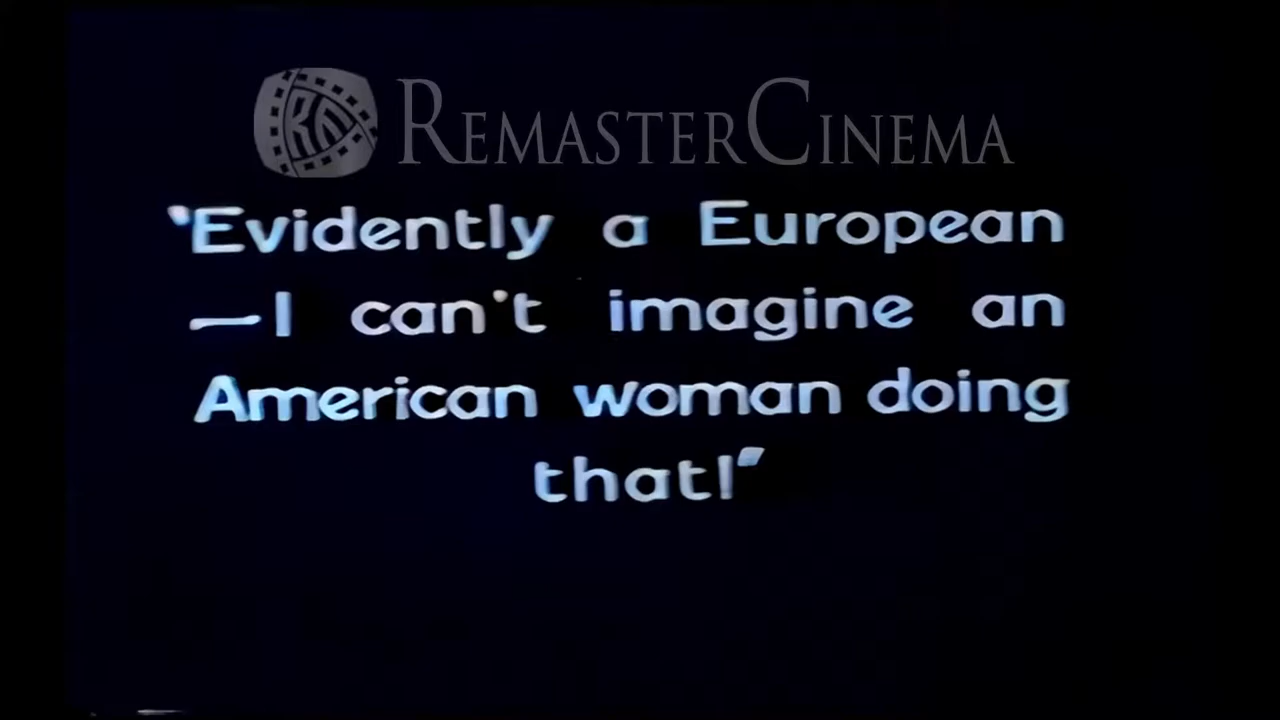 REMASTERCINEMA
"Evidently a European
—I can't imagine an
American woman doing
that!"